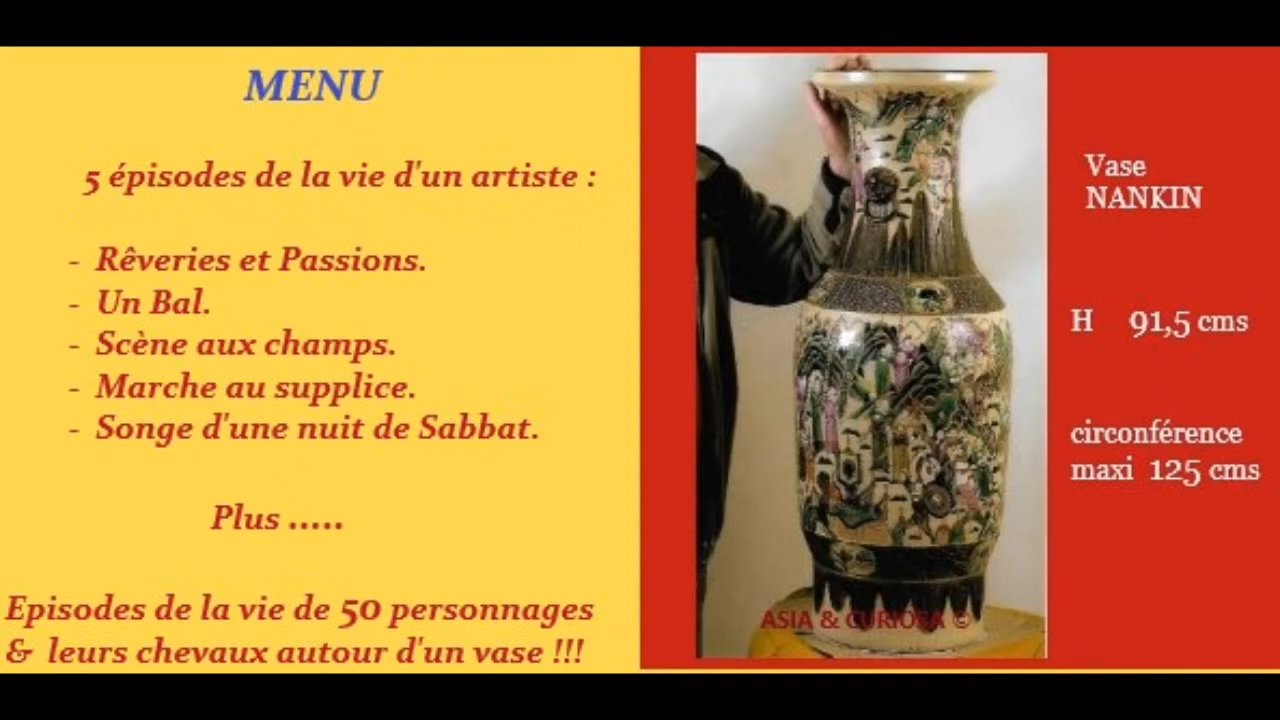 MENU
5 épisodes de la vie d'un artiste :
- Rêveries et Passions.
- Un Bal.
- Scène aux champs.
- Marche au supplice.
- Songe d'une nuit de Sabbat.
Plus .....
Episodes de la vie de 50 personnages
& leurs chevaux autour d'un vase !!!
Vase
NANKIN
H 91,5 cms
circonférence
maxi 125 cms
ASIA & CURIOSA ©